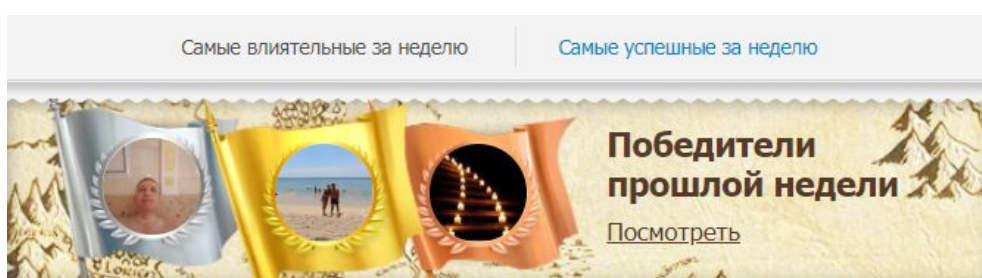 Самые влиятельные за неделю
Самые успешные за неделю
Победители
прошлой недели
Посмотреть